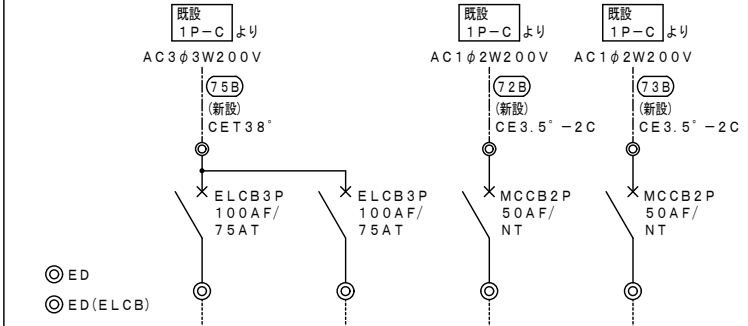 既設
1P-C より
AC3φ3W200V
75B
(新設)
CET38°
ELCB3P
100AF/
75AT
ELCB3P
100AF/
75AT
既設
1P-C より
AC1φ2W200V
72B
(新設)
CE3.5°-2C
MCCB2P
50AF/
NT
既設
1P-C より
AC1φ2W200V
73B
(新設)
CE3.5°-2C
MCCB2P
50AF/
NT
ED
ED(ELCB)